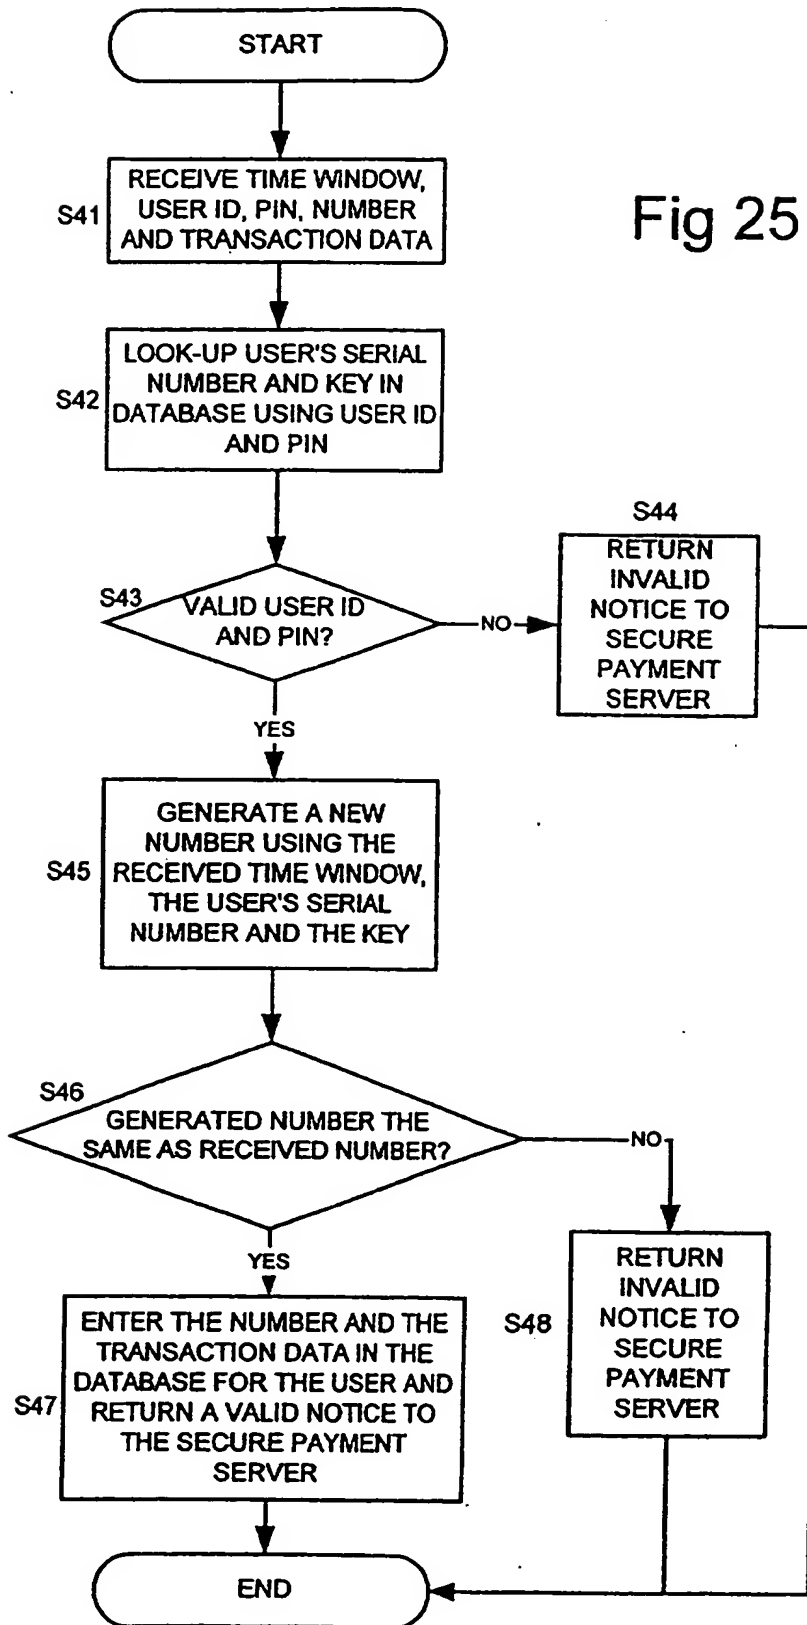 START
Fig 25
S41
RECEIVE TIME WINDOW,
USER ID, PIN, NUMBER
AND TRANSACTION DATA
S42
LOOK-UP USER'S SERIAL
NUMBER AND KEY IN
DATABASE USING USER ID
AND PIN
S43
VALID USER ID
AND PIN?
NO
S44
RETURN
INVALID
NOTICE TO
SECURE
PAYMENT
SERVER
YES
S45
GENERATE A NEW
NUMBER USING THE
RECEIVED TIME WINDOW,
THE USER'S SERIAL
NUMBER AND THE KEY
S46
GENERATED NUMBER THE
SAME AS RECEIVED NUMBER?
NO
YES
S47
ENTER THE NUMBER AND THE
TRANSACTION DATA IN THE
DATABASE FOR THE USER AND
RETURN A VALID NOTICE TO
THE SECURE PAYMENT
SERVER
S48
RETURN
INVALID
NOTICE TO
SECURE
PAYMENT
SERVER
END